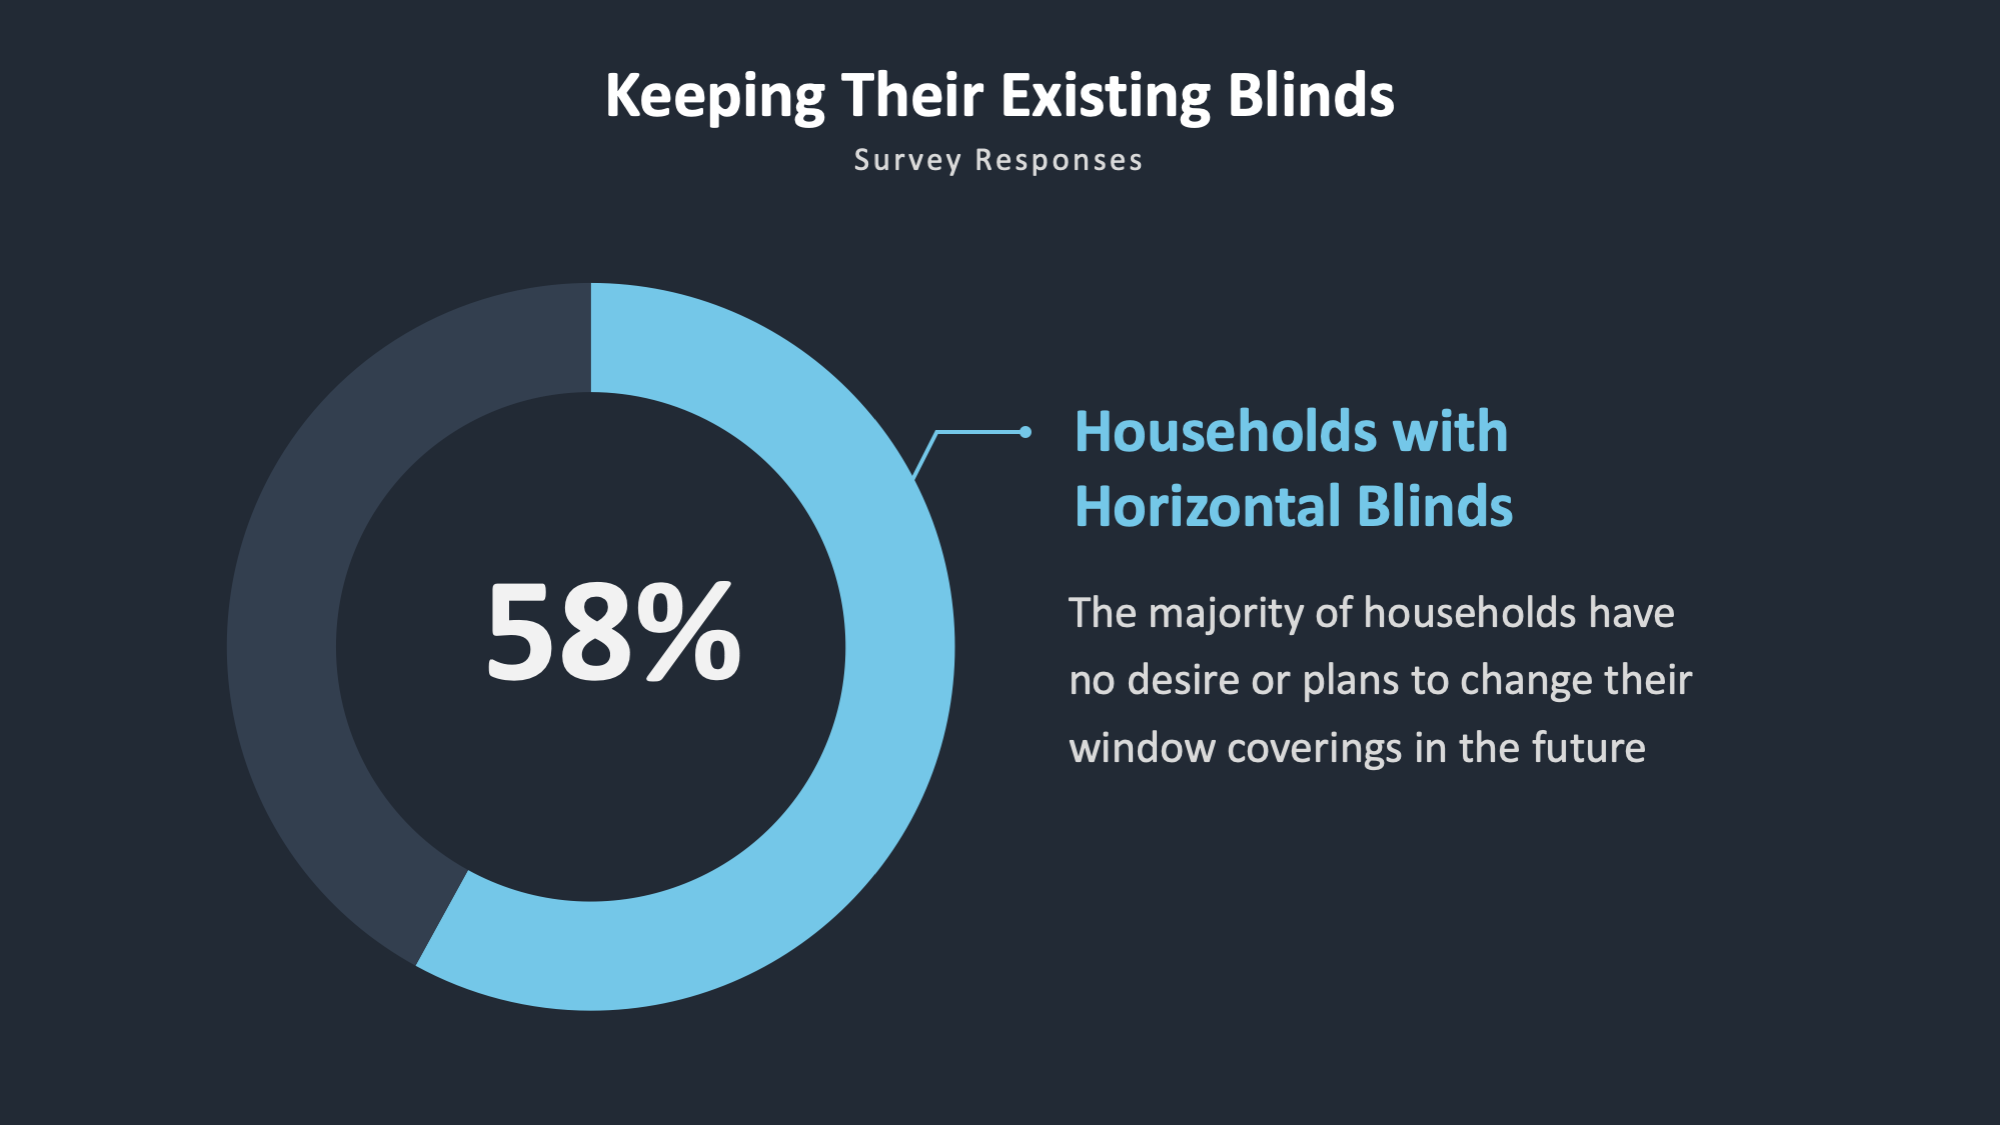 Keeping Their Existing Blinds
Survey Responses
58%
Households with
Horizontal Blinds
The majority of households have
no desire or plans to change their
window coverings in the future